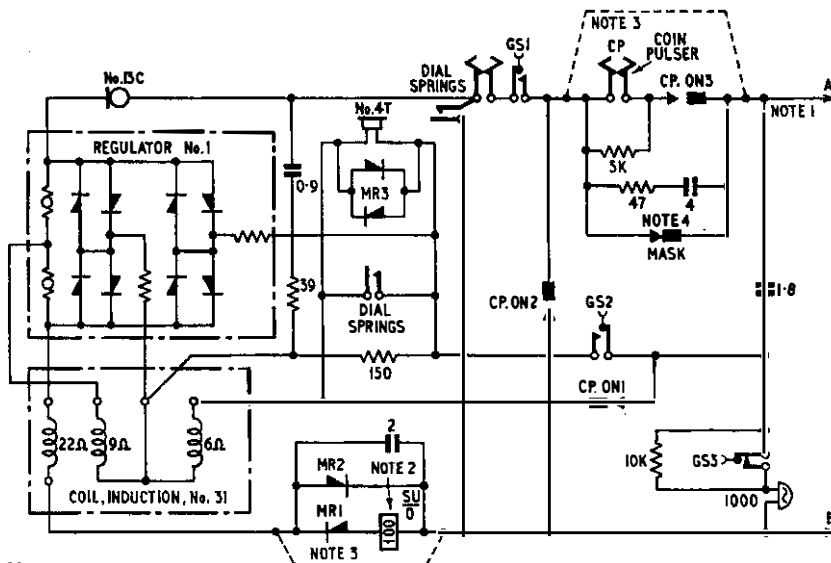 NOTE 3
CP
COIN
PULSER
GS1
DIAL
SPRINGS
CP. ON3
No.13C
No.4T
A
NOTE 1
REGULATOR No.1
5K
MR3
0·9
47
4
NOTE 4
MASK
39
DIAL
SPRINGS
CP. ON2
GS2
1·8
150
CP. ON1
22Ω
9Ω
6Ω
2
10K
GS3
MR2
NOTE 2
SU
0
1000
COIL, INDUCTION, No. 31
MR1
100
B
NOTE 3